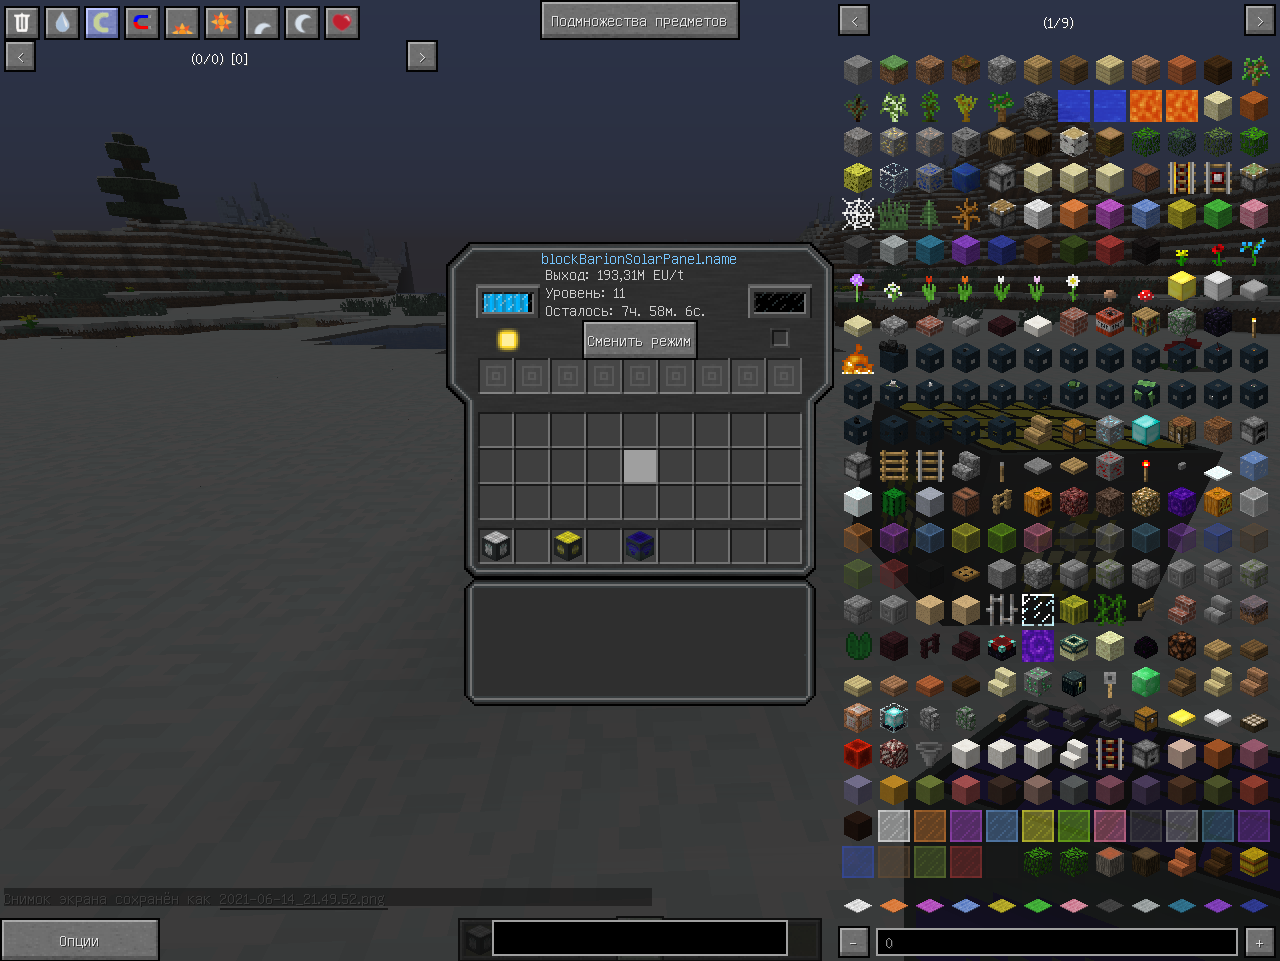 Подмножества предметов
<
(1/9)
>
<
(0/0) [0]
>
blockBarionSolarPanel.name
Выход: 193,31M EU/t
Уровень: 11
Осталось: 7ч. 58м. 6с.
Сменить режим
Снимок экрана сохранён как 2021-06-14_21.49.52.png
Опции
-
0
+